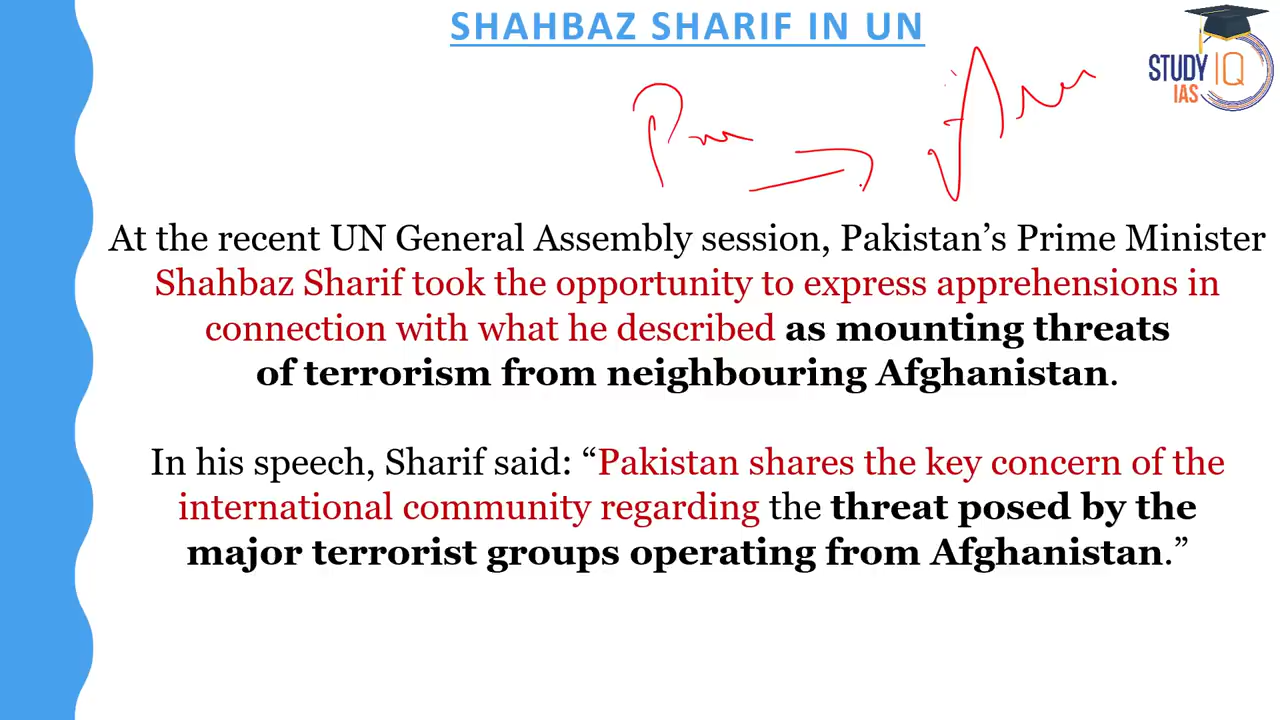 SHAHBAZ SHARIF IN UN
STUDY IQ
IAS
At the recent UN General Assembly session, Pakistan’s Prime Minister
Shahbaz Sharif took the opportunity to express apprehensions in
connection with what he described as mounting threats
of terrorism from neighbouring Afghanistan.
In his speech, Sharif said: “Pakistan shares the key concern of the
international community regarding the threat posed by the
major terrorist groups operating from Afghanistan.”